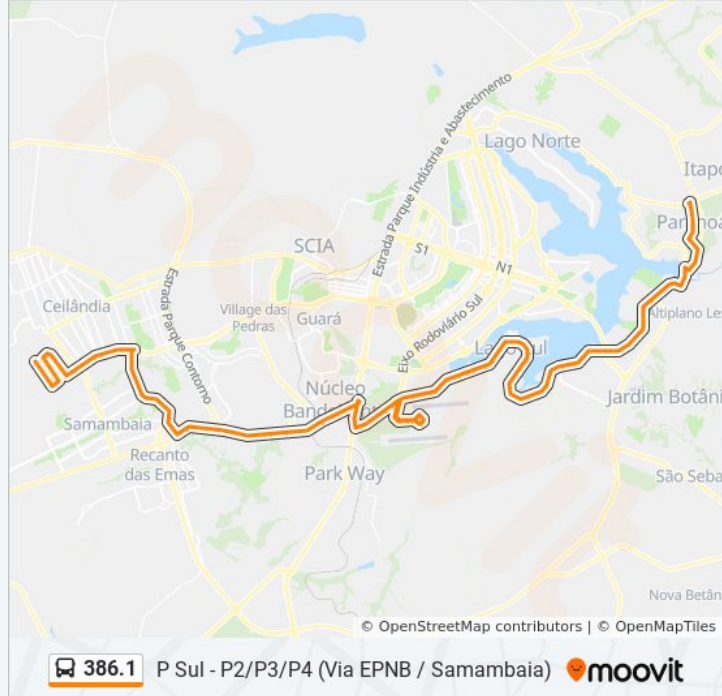 Lago Norte
Itapo
Estrada Parque Indústria e Abastecimento
Paranoá
SCIA
S1
N1
Ceilândia
Estrada Parque Contorno
Village das
Pedras
Guará
Eixo Rodoviário Sul
Altiplano Les
Lago Sul
Núcleo
Bandeirante
Jardim Botâni
Samambaia
Recanto
das Emas
Park Way
São Seba
Nova Betân
© OpenStreetMap contributors | © OpenMapTiles
386.1 P Sul - P2/P3/P4 (Via EPNB / Samambaia) moovit